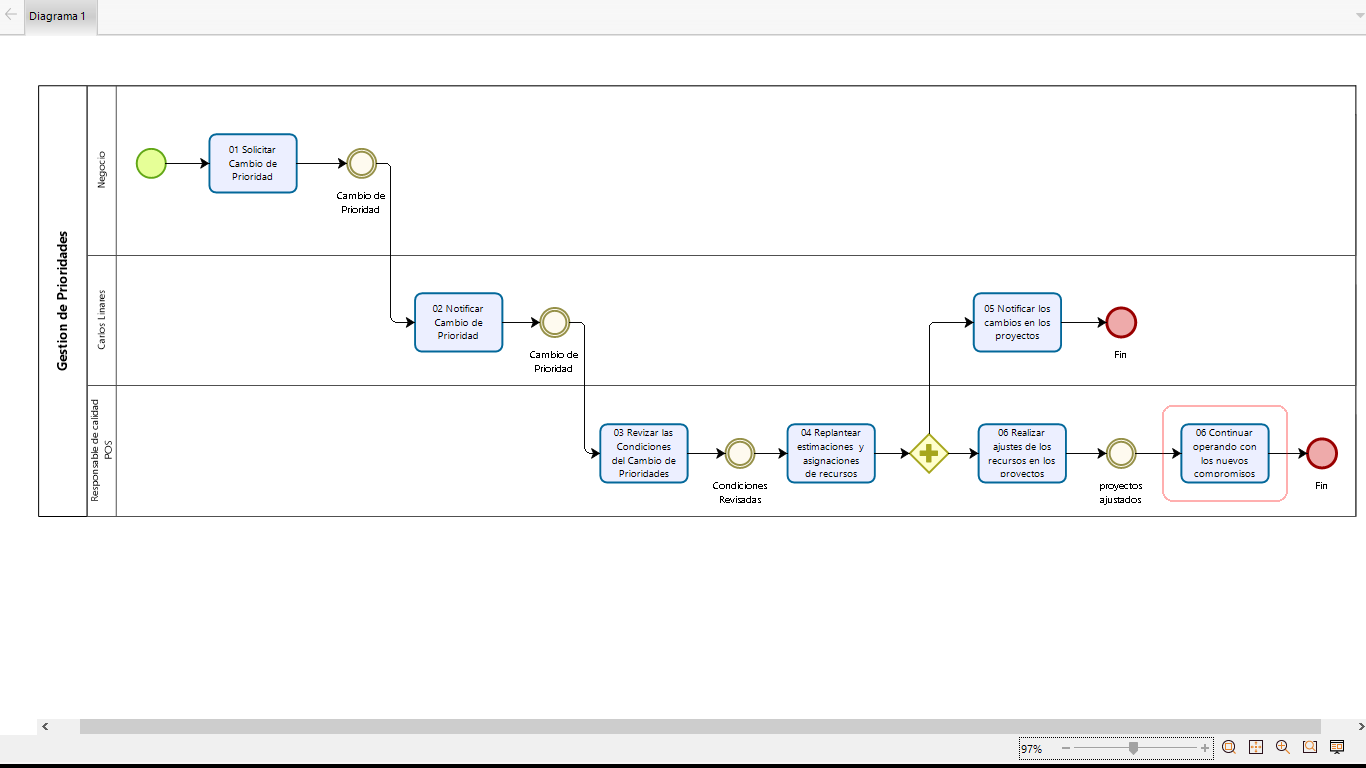 Diagrama 1
Gestion de Prioridades
Negocio
01 Solicitar
Cambio de
Prioridad
Cambio de
Prioridad
Carlos Linares
02 Notificar
Cambio de
Prioridad
Cambio de
Prioridad
05 Notificar los
cambios en los
proyectos
Fin
Responsable de calidad
POS
03 Revizar las
Condiciones
del Cambio de
Prioridades
Condiciones
Revisadas
04 Replantear
estimaciones y
asignaciones
de recursos
06 Realizar
ajustes de los
recursos en los
proyectos
proyectos
ajustados
06 Continuar
operando con
los nuevos
compromisos
Fin
97%